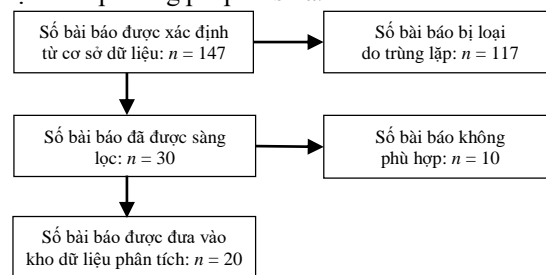 Số bài báo được xác định
từ cơ sở dữ liệu: n = 147
Số bài báo bị loại
do trùng lặp: n = 117
Số bài báo đã được sàng
lọc: n = 30
Số bài báo không
phù hợp: n = 10
Số bài báo được đưa vào
kho dữ liệu phân tích: n = 20